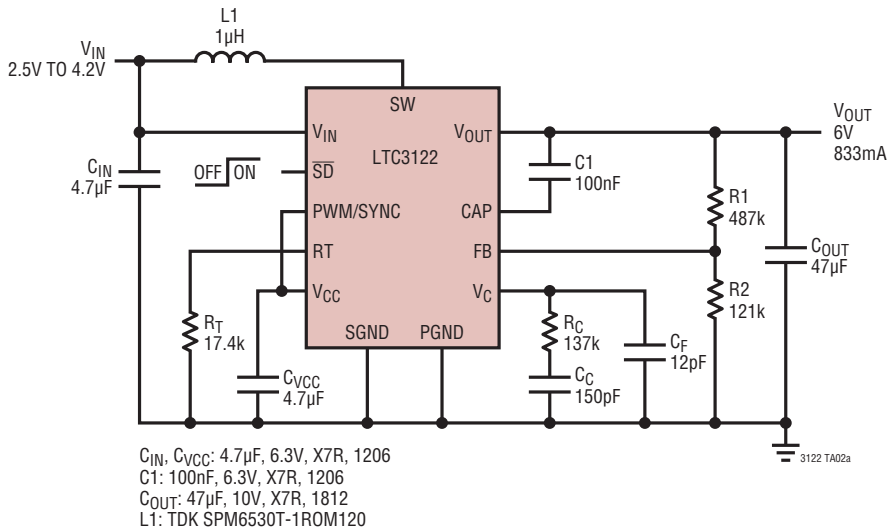 L1
1µH
VIN
2.5V TO 4.2V
SW
VIN
VOUT
LTC3122
VOUT
6V
833mA
CIN
4.7µF
OFF ON
SD
C1
100nF
PWM/SYNC
CAP
R1
487k
RT
FB
COUT
47µF
VCC
VC
R2
121k
RT
17.4k
SGND
PGND
RC
137k
CF
12pF
CVCC
4.7µF
CC
150pF
3122 TA02a
CIN, CVCC: 4.7µF, 6.3V, X7R, 1206
C1: 100nF, 6.3V, X7R, 1206
COUT: 47µF, 10V, X7R, 1812
L1: TDK SPM6530T-1ROM120